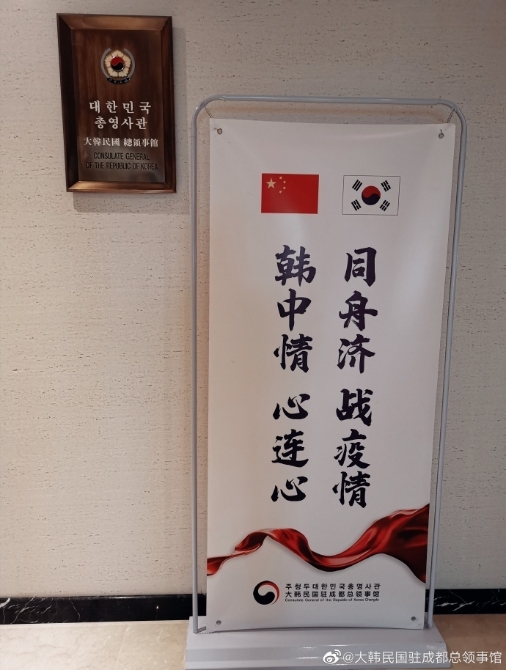 대한민국
총영사관
大韓民國 總領事館
CONSULATE GENERAL
OF THE REPUBLIC OF KOREA
同舟济 战疫情
韩中情 心连心
주청두대한민국총영사관
大韩民国驻成都总领事馆
Consulate General of the Republic of Korea Chengdu
@大韩民国驻成都总领事馆